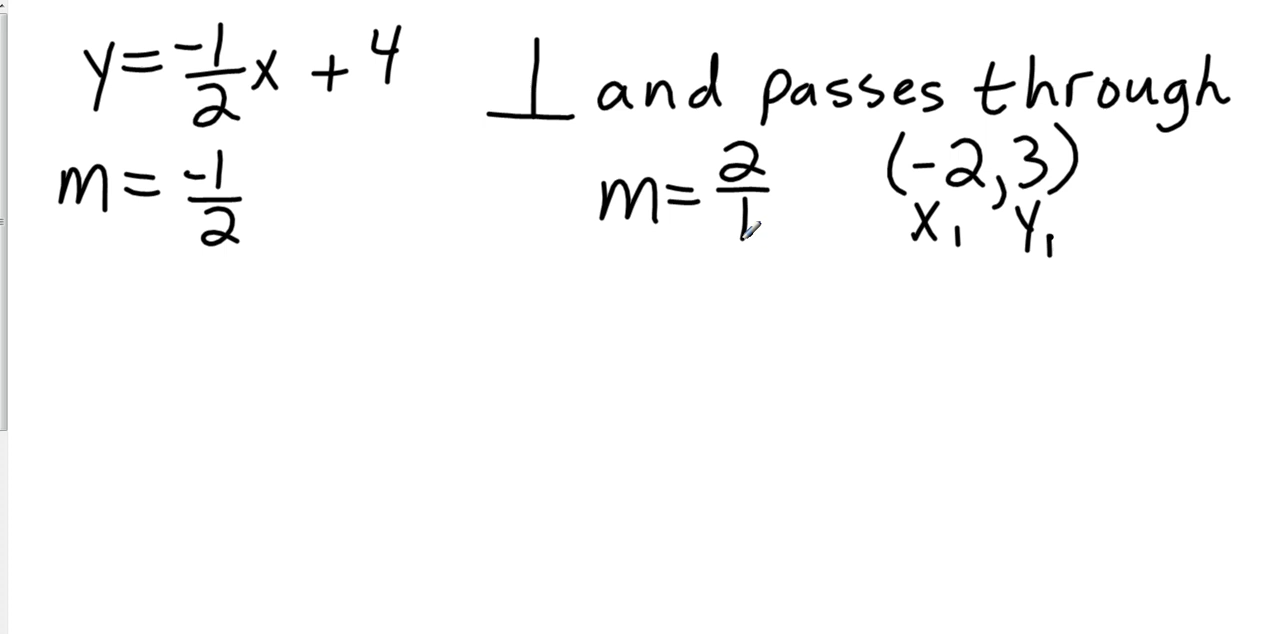 y = -1/2 x + 4 ⊥ and passes through
m = -1/2 m = 2/1 (-2, 3)
x₁ y₁